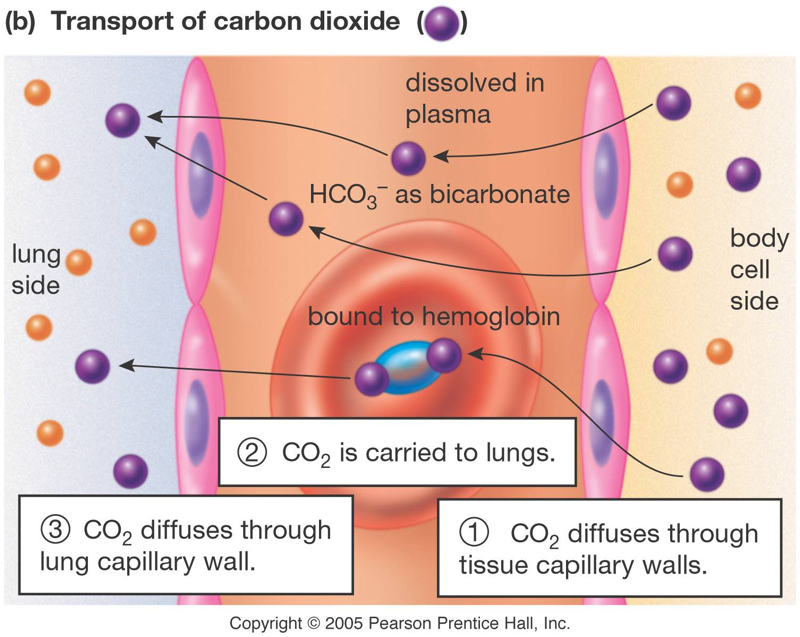 (b) Transport of carbon dioxide ( )
dissolved in
plasma
HCO₃⁻ as bicarbonate
lung
side
body
cell
side
bound to hemoglobin
② CO₂ is carried to lungs.
③ CO₂ diffuses through
lung capillary wall.
① CO₂ diffuses through
tissue capillary walls.
Copyright © 2005 Pearson Prentice Hall, Inc.